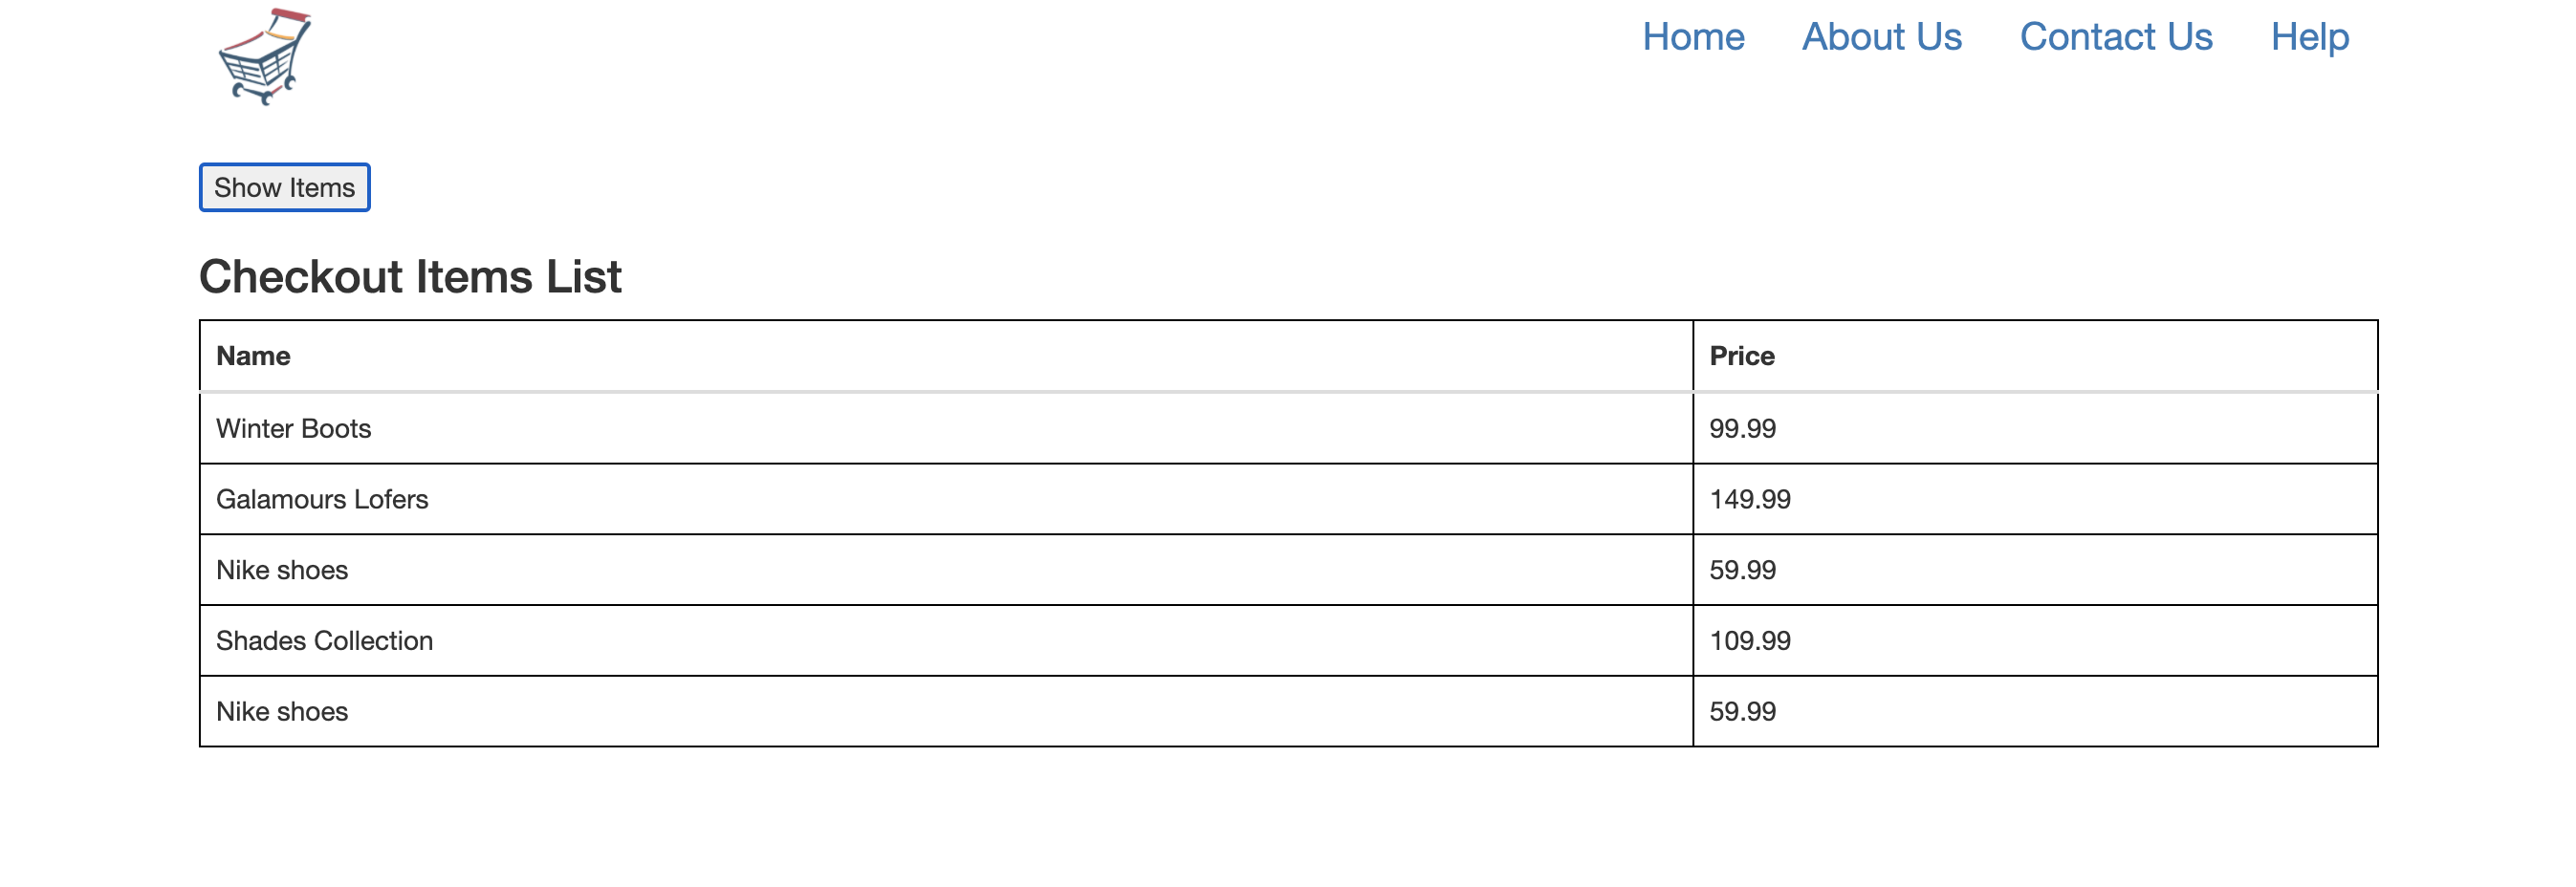 Home About Us Contact Us Help
Show Items
Checkout Items List
Name Price
Winter Boots 99.99
Galamours Lofers 149.99
Nike shoes 59.99
Shades Collection 109.99
Nike shoes 59.99